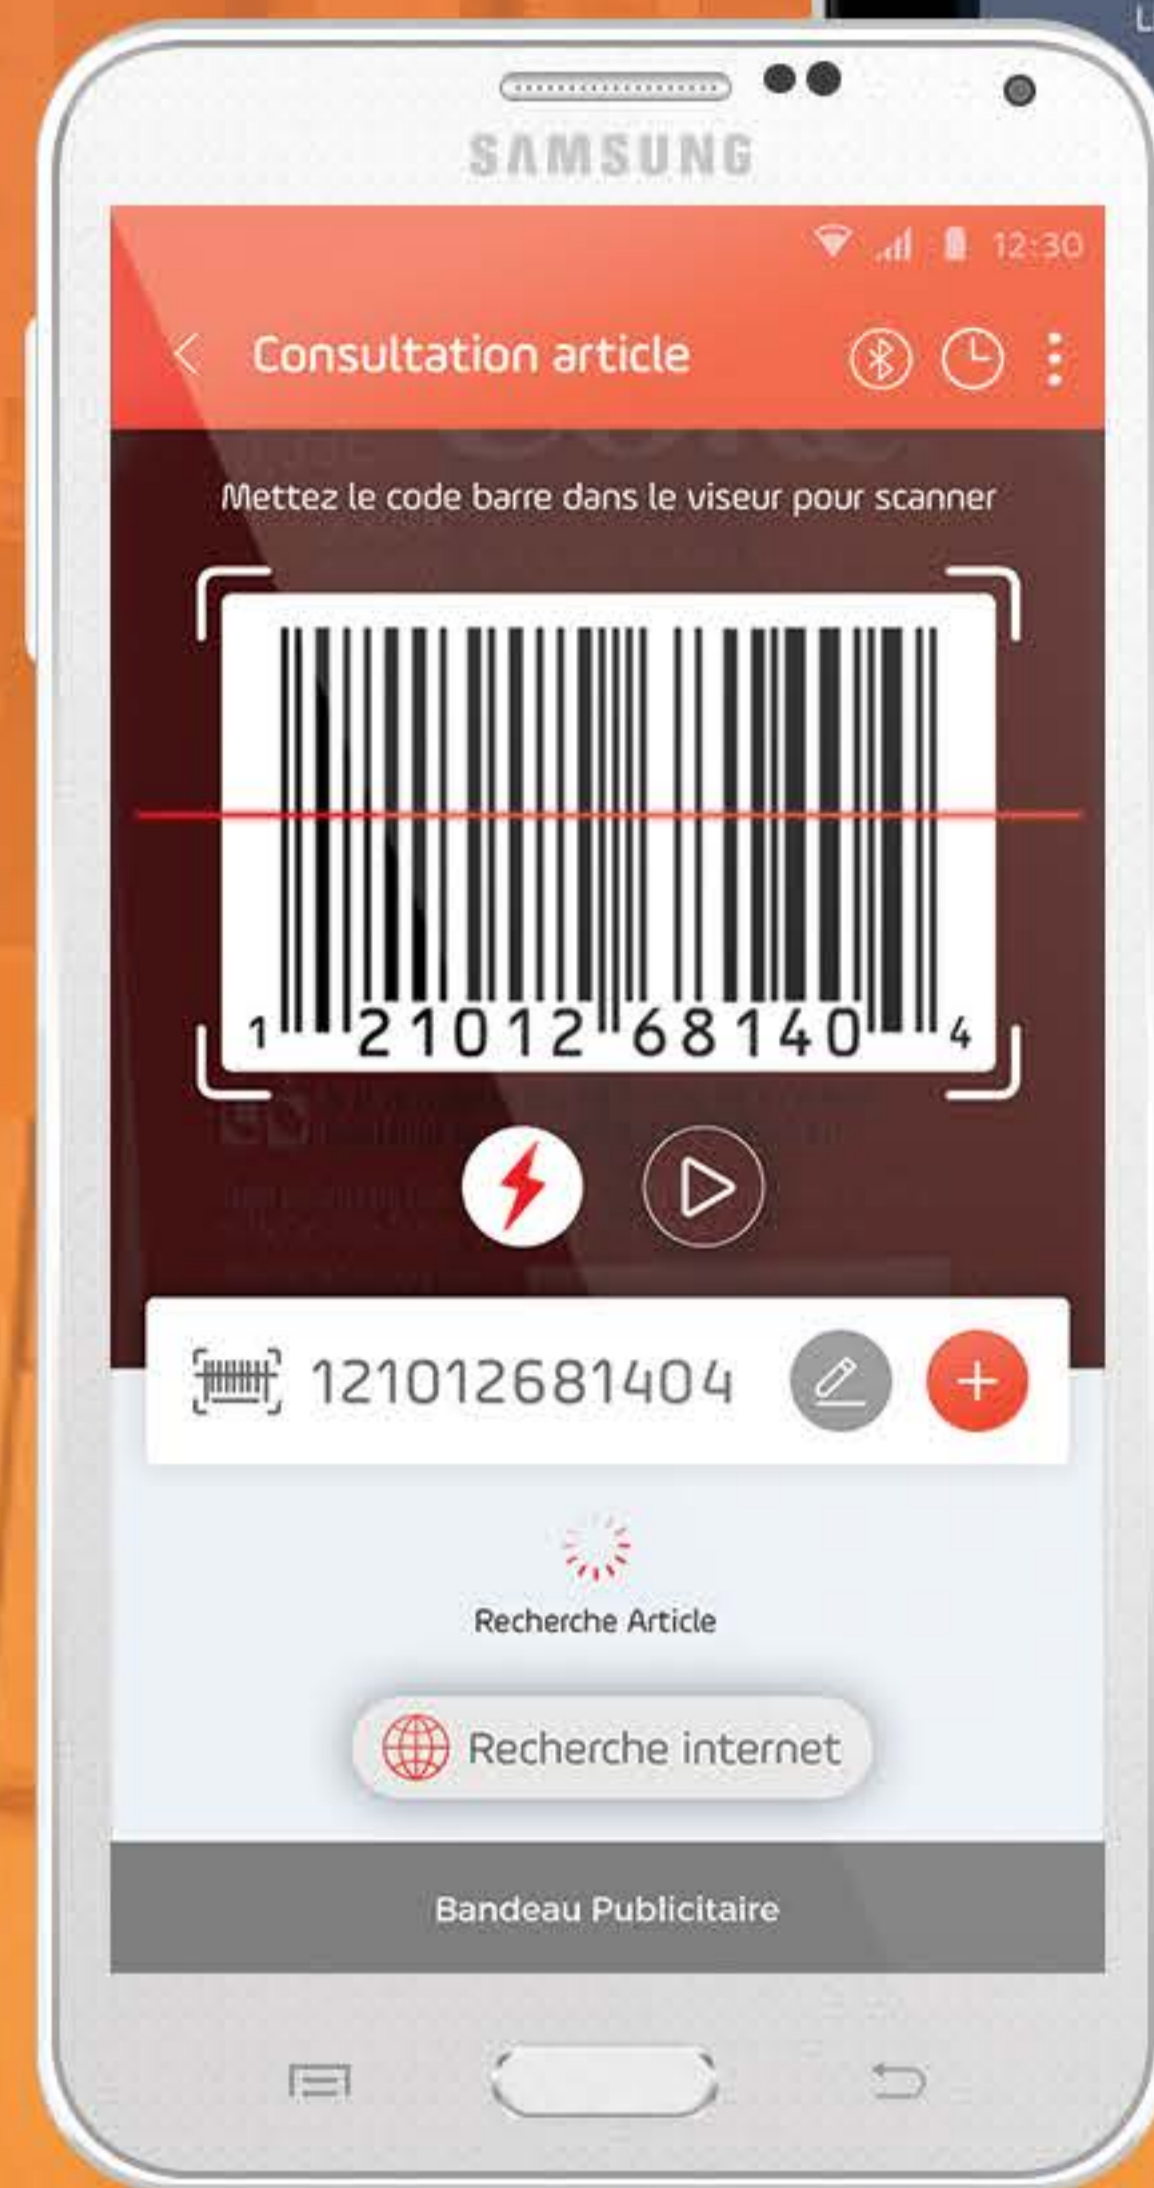 SAMSUNG
12:30
Consultation article
Mettez le code barre dans le viseur pour scanner
1 21012 68140 4
121012681404
Recherche Article
Recherche internet
Bandeau Publicitaire